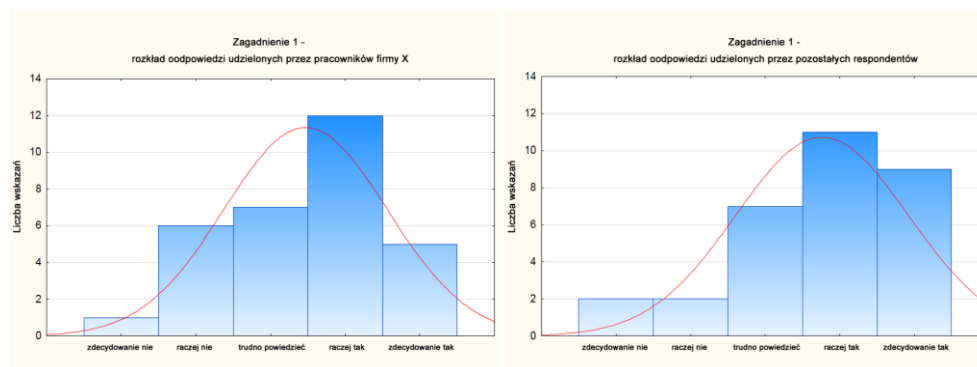 Zagadnienie 1 -
rozkład oodpowiedzi udzielonych przez pracowników firmy X
14
12
10
8
6
4
2
0
Liczba wskazań
zdecydowanie nie raczej nie trudno powiedzieć raczej tak zdecydowanie tak
Zagadnienie 1 -
rozkład oodpowiedzi udzielonych przez pozostałych respondentów
14
12
10
8
6
4
2
0
Liczba wskazań
zdecydowanie nie raczej nie trudno powiedzieć raczej tak zdecydowanie tak